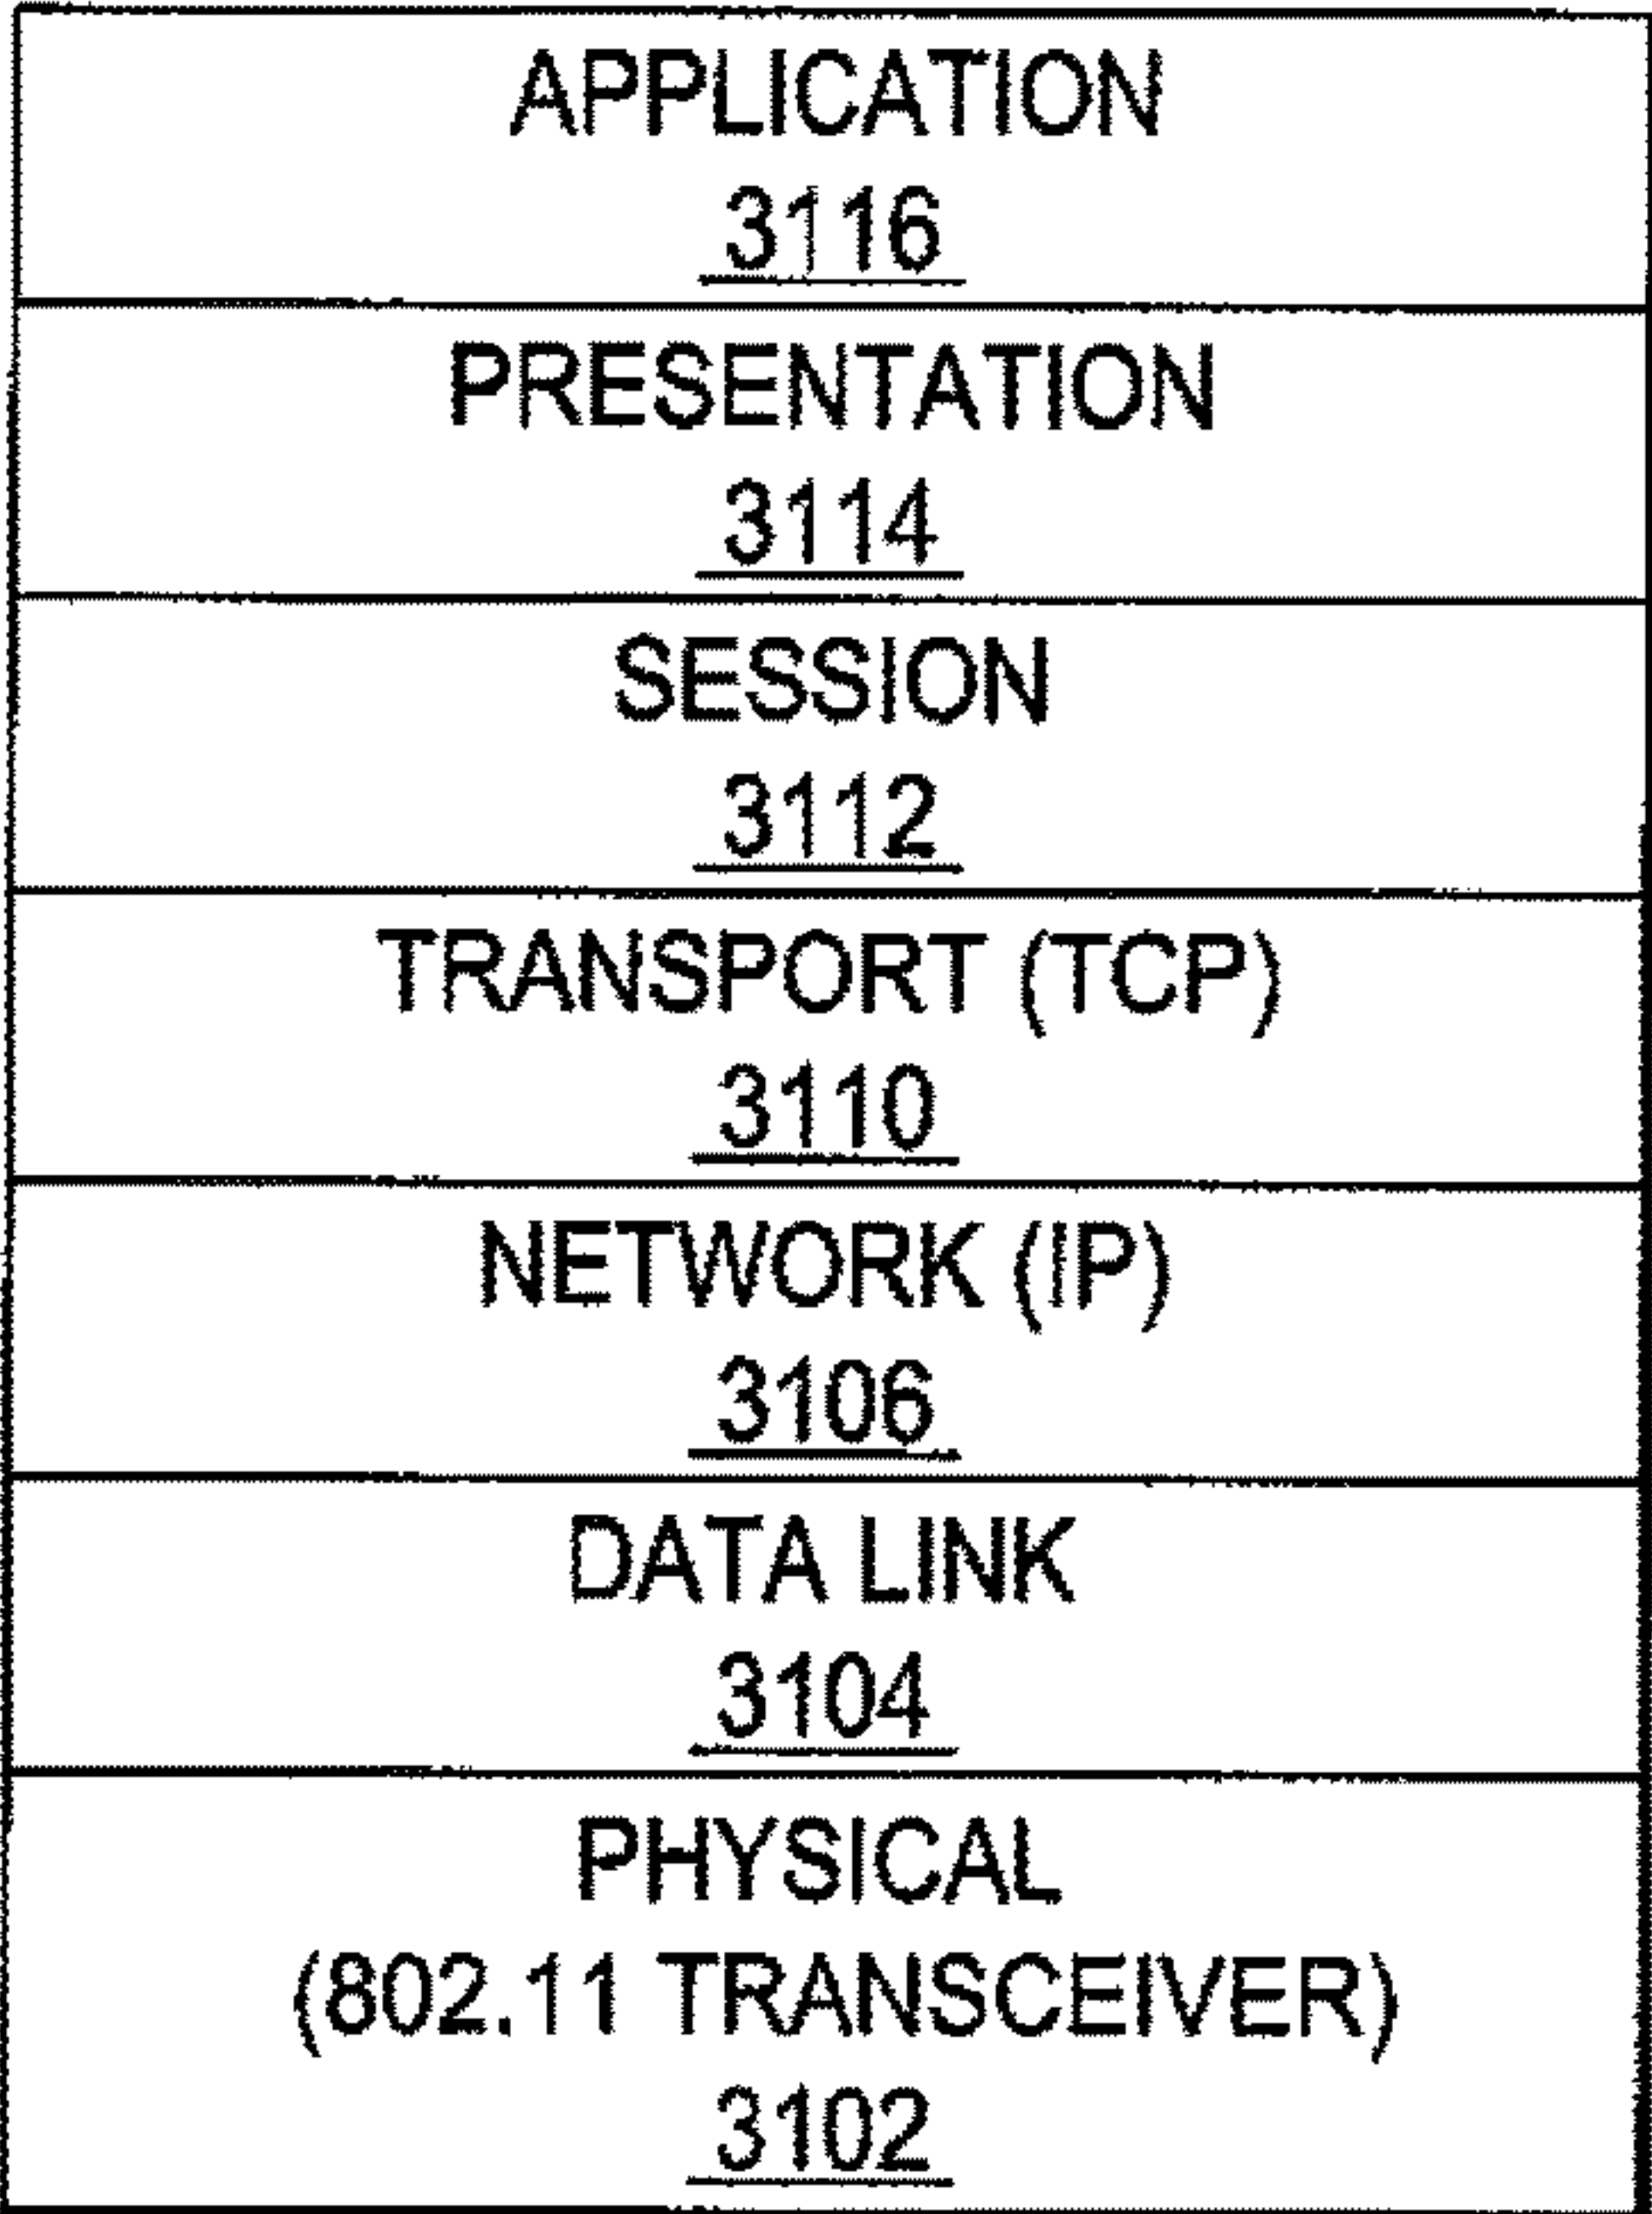 APPLICATION
3116
PRESENTATION
3114
SESSION
3112
TRANSPORT (TCP)
3110
NETWORK (IP)
3106
DATA LINK
3104
PHYSICAL
(802.11 TRANSCEIVER)
3102